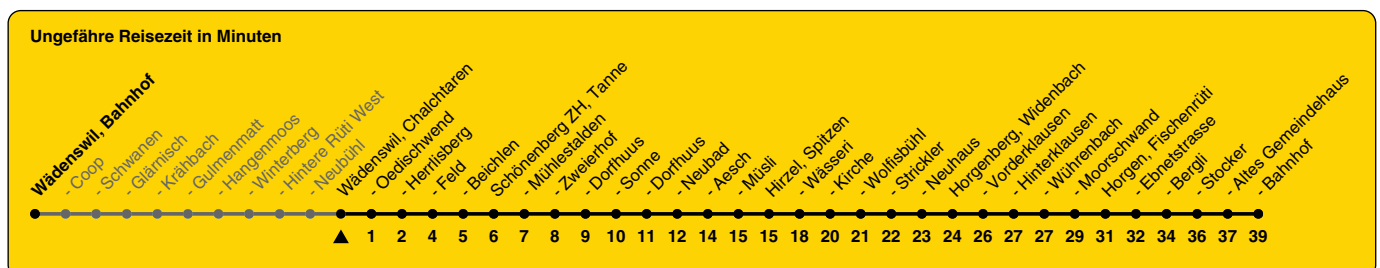 Ungefähre Reisezeit in Minuten
Wädenswil, Bahnhof
- Coop
- Schwanen
- Glärnisch
- Krähbach
- Gulmenmatt
- Hangenmoos
- Winterberg
- Hintere Rüti West
- Neubühl
Wädenswil, Chalchtaren
- Oedischwend
- Herrlisberg
- Feld
- Beichlen
Schönenberg ZH, Tanne
- Mühlestalden
- Zweierhof
- Dorfhuus
- Sonne
- Dorfhuus
- Neubad
- Aesch
- Müsli
Hirzel, Spitzen
- Wässeri
- Kirche
- Wolfisbühl
- Strickler
- Neuhaus
Horgenberg, Widenbach
- Vorderklausen
- Hinterklausen
- Wührenbach
- Moorschwand
Horgen, Fischenrüti
- Ebnetstrasse
- Bergli
- Stocker
- Altes Gemeindehaus
- Bahnhof
1 2 4 5 6 7 8 9 10 11 12 14 15 15 18 20 21 22 23 24 26 27 27 29 31 32 34 36 37 39